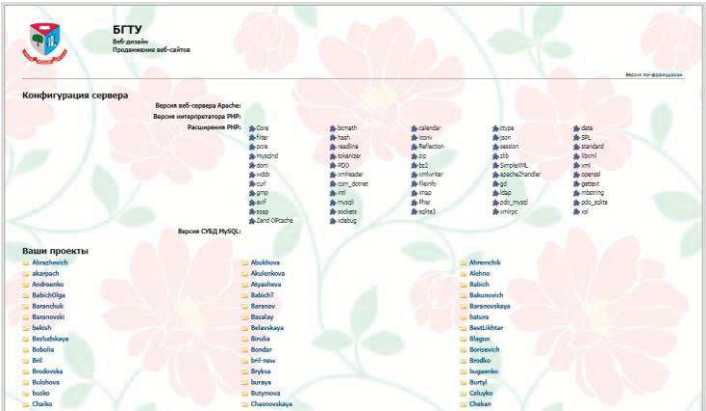 БГТУ
Веб-дизайн
Продвижение веб-сайтов
Версия по-французски
Конфигурация сервера
Версия веб-сервера Apache:
Версия интерпретатора PHP:
Расширения PHP: Core bcmath calendar ctype date
filter hash iconv json SPL
pcre readline Reflection session standard
mysqlnd tokenizer zip zlib libxml
dom PDO bz2 SimpleXML xml
wddx xmlreader xmlwriter apache2handler openssl
curl com_dotnet fileinfo gd gettext
gmp intl imap ldap mbstring
exif mysqli Phar pdo_mysql pdo_sqlite
soap sockets sqlite3 xmlrpc xsl
Zend OPcache xdebug
Версия СУБД MySQL:
Ваши проекты
Abrazhevich Abukhova Ahremchik
akarpach Akulenkova Alehno
Andreenko Atyasheva Babich
BabichOlga BabichT Bakunovich
Baranchuk Baranov Baranovskaya
Baranovski Basalay batura
bekish Belavskaya BestLikhtar
Bezhabskaya Birulia Blagun
Bobolia Bondar Borisevich
Bril bril-new Brodko
Brodovska Bryksa bugaenko
Bulohova buraya Burtyl
busko Butymova Celuyko
Chaiko Chasnovskaya Chekan